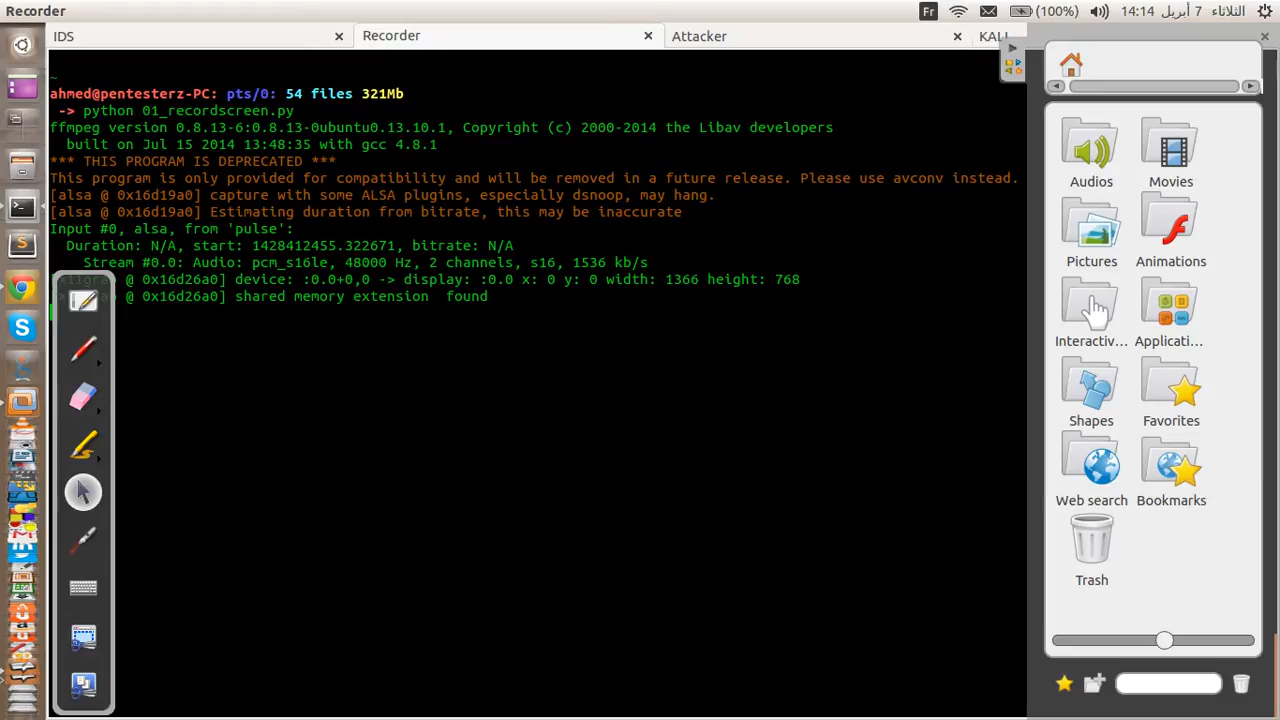 Recorder
Fr (100%) 14:14 الثلاثاء 7 أبريل
IDS Recorder Attacker KALI
~
ahmed@pentesterz-PC: pts/0: 54 files 321Mb
-> python 01_recordscreen.py
ffmpeg version 0.8.13-6:0.8.13-0ubuntu0.13.10.1, Copyright (c) 2000-2014 the Libav developers
built on Jul 15 2014 13:48:35 with gcc 4.8.1
*** THIS PROGRAM IS DEPRECATED ***
This program is only provided for compatibility and will be removed in a future release. Please use avconv instead.
[alsa @ 0x16d19a0] capture with some ALSA plugins, especially dsnoop, may hang.
[alsa @ 0x16d19a0] Estimating duration from bitrate, this may be inaccurate
Input #0, alsa, from 'pulse':
Duration: N/A, start: 1428412455.322671, bitrate: N/A
Stream #0.0: Audio: pcm_s16le, 48000 Hz, 2 channels, s16, 1536 kb/s
@ 0x16d26a0] device: :0.0+0,0 -> display: :0.0 x: 0 y: 0 width: 1366 height: 768
@ 0x16d26a0] shared memory extension found
Audios Movies
Pictures Animations
Interactiv... Applicati...
Shapes Favorites
Web search Bookmarks
Trash